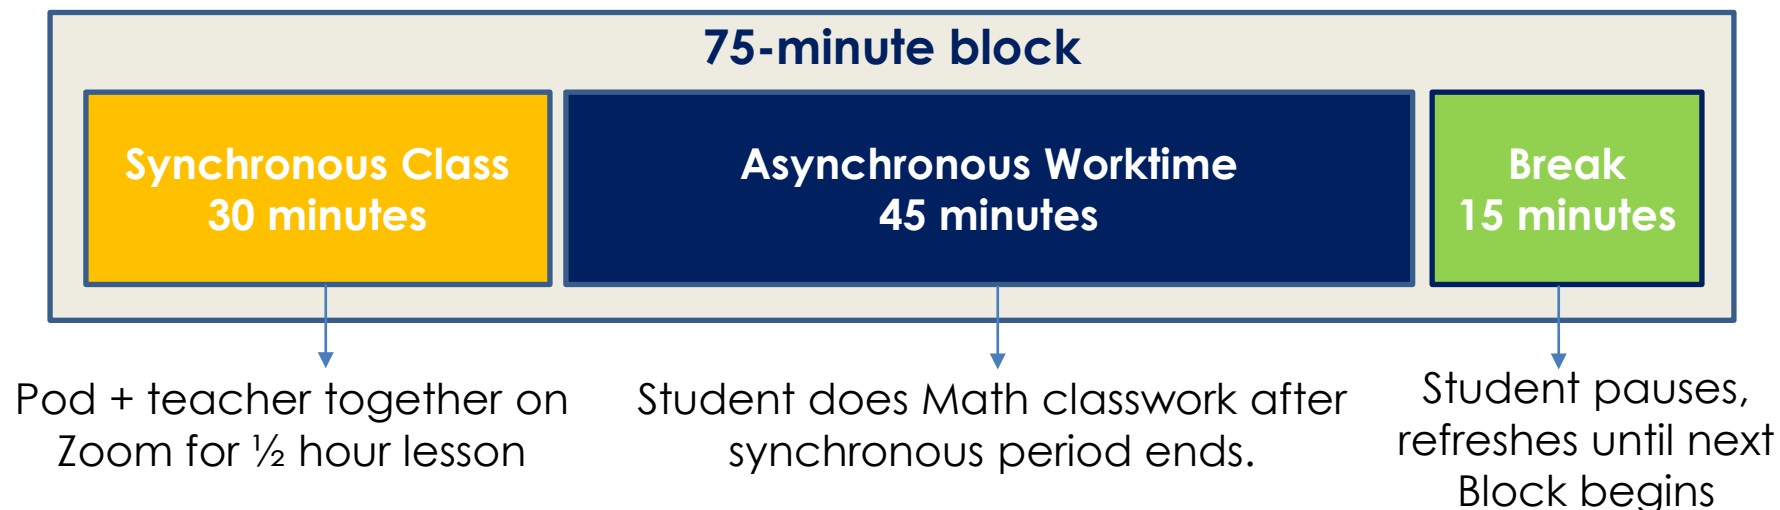 75-minute block
Synchronous Class
30 minutes
Asynchronous Worktime
45 minutes
Break
15 minutes
Pod + teacher together on
Zoom for ½ hour lesson
Student does Math classwork after
synchronous period ends.
Student pauses,
refreshes until next
Block begins